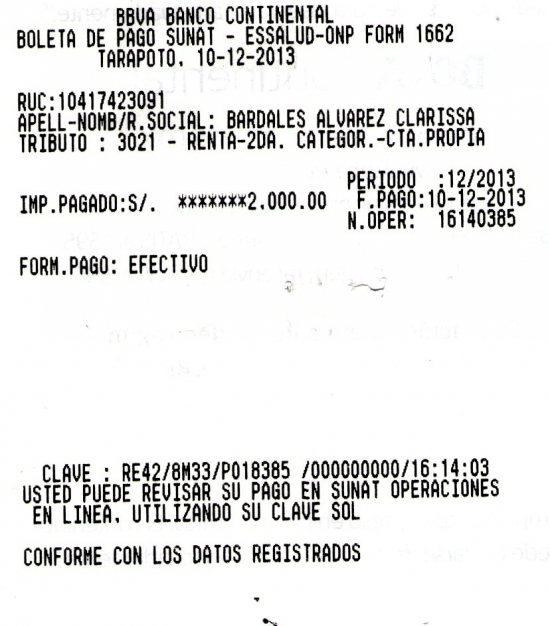 BBVA BANCO CONTINENTAL
BOLETA DE PAGO SUNAT - ESSALUD-ONP FORM 1662
TARAPOTO. 10-12-2013
RUC:10417423091
APELL-NOMB/R.SOCIAL: BARDALES ALVAREZ CLARISSA
TRIBUTO : 3021 - RENTA-2DA. CATEGOR.-CTA.PROPIA
PERIODO :12/2013
IMP.PAGADO:S/. *******2.000.00 F.PAGO:10-12-2013
N.OPER: 16140385
FORM.PAGO: EFECTIVO
CLAVE : RE42/8M33/P018385 /000000000/16:14:03
USTED PUEDE REVISAR SU PAGO EN SUNAT OPERACIONES
EN LINEA. UTILIZANDO SU CLAVE SOL
CONFORME CON LOS DATOS REGISTRADOS